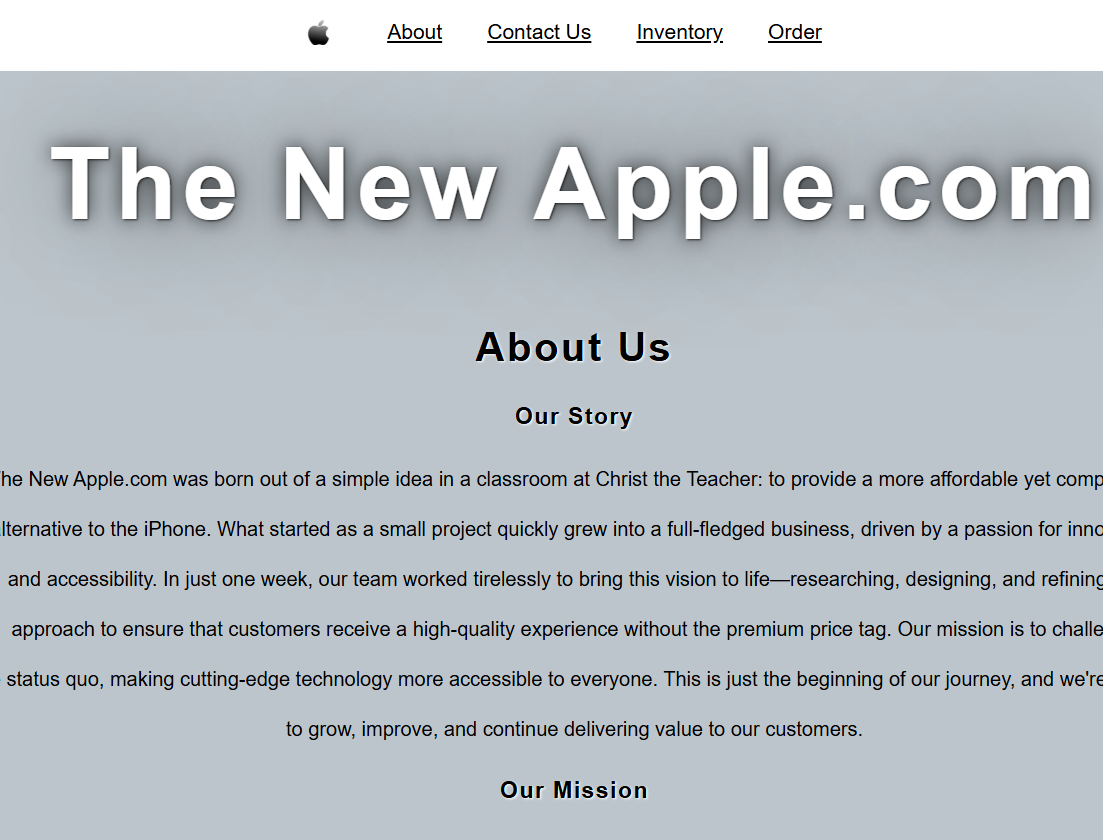 About Contact Us Inventory Order
The New Apple.com
About Us
Our Story
he New Apple.com was born out of a simple idea in a classroom at Christ the Teacher: to provide a more affordable yet comp
lternative to the iPhone. What started as a small project quickly grew into a full-fledged business, driven by a passion for inno
and accessibility. In just one week, our team worked tirelessly to bring this vision to life—researching, designing, and refining
approach to ensure that customers receive a high-quality experience without the premium price tag. Our mission is to challe
status quo, making cutting-edge technology more accessible to everyone. This is just the beginning of our journey, and we're
to grow, improve, and continue delivering value to our customers.
Our Mission